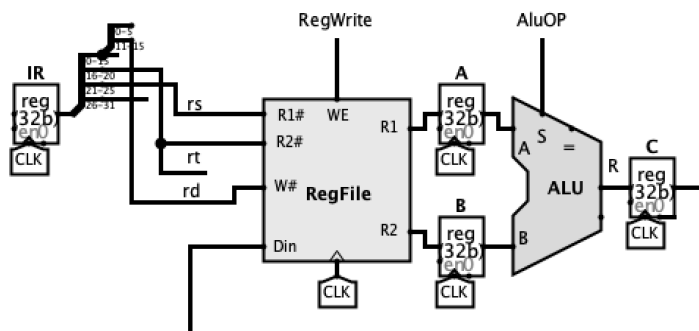 RegWrite
AluOP
0-5
11-15
0-15
16-20
21-25
26-31
IR
reg
32b)
en0
CLK
rs
rt
rd
R1#
WE
R1
R2#
W#
RegFile
R2
Din
CLK
A
reg
32b)
en0
CLK
B
reg
32b)
en0
CLK
S
=
A
ALU
B
R
C
reg
32b)
en0
CLK